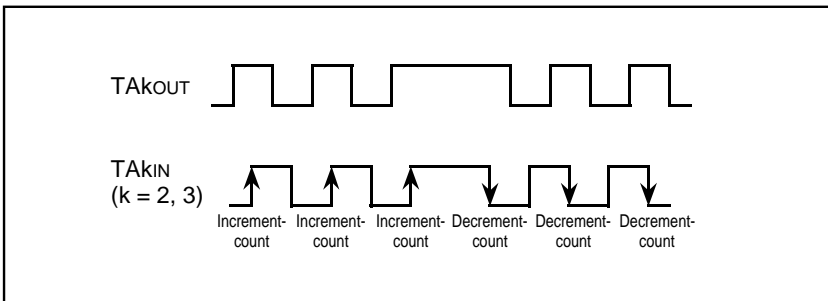 TAkOUT
TAkIN
(k = 2, 3)
Increment- Increment- Increment- Decrement- Decrement- Decrement-
count count count count count count